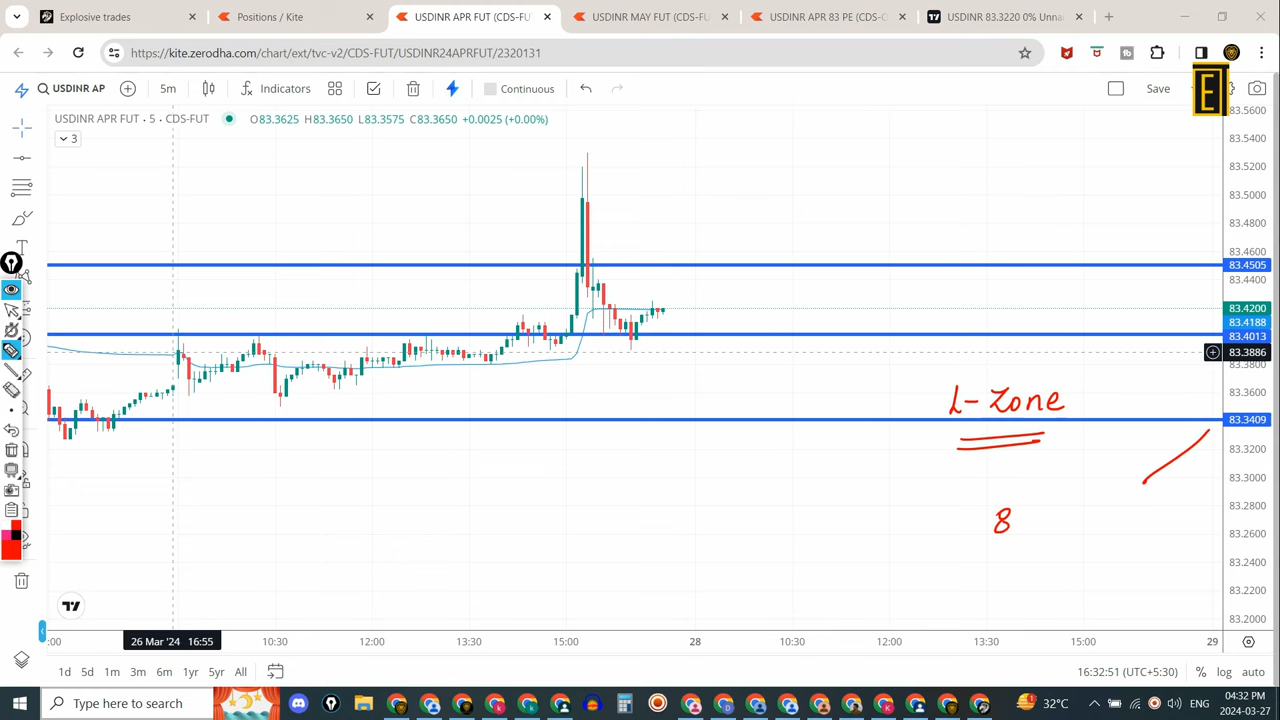 Explosive trades
Positions / Kite
USDINR APR FUT (CDS-FUT
USDINR MAY FUT (CDS-FU
USDINR APR 83 PE (CDS-O
USDINR 83.3220 0% Unna
https://kite.zerodha.com/chart/ext/tvc-v2/CDS-FUT/USDINR24APRFUT/2320131
USDINR AP
5m
Indicators
Continuous
Save
E
USDINR APR FUT · 5 · CDS-FUT
O83.3625 H83.3650 L83.3575 C83.3650 +0.0025 (+0.00%)
3
83.5600
83.5400
83.5200
83.5000
83.4800
83.4600
83.4505
83.4400
83.4200
83.4188
83.4013
83.3886
83.3600
83.3409
83.3200
83.3000
83.2800
83.2600
83.2400
83.2200
83.2000
L-Zone
8
:00
26 Mar '24 16:55
10:30
12:00
13:30
15:00
28
10:30
12:00
13:30
15:00
29
1d 5d 1m 3m 6m 1yr 5yr All
16:32:51 (UTC+5:30)
% log auto
Type here to search
32°C
04:32 PM
2024-03-27